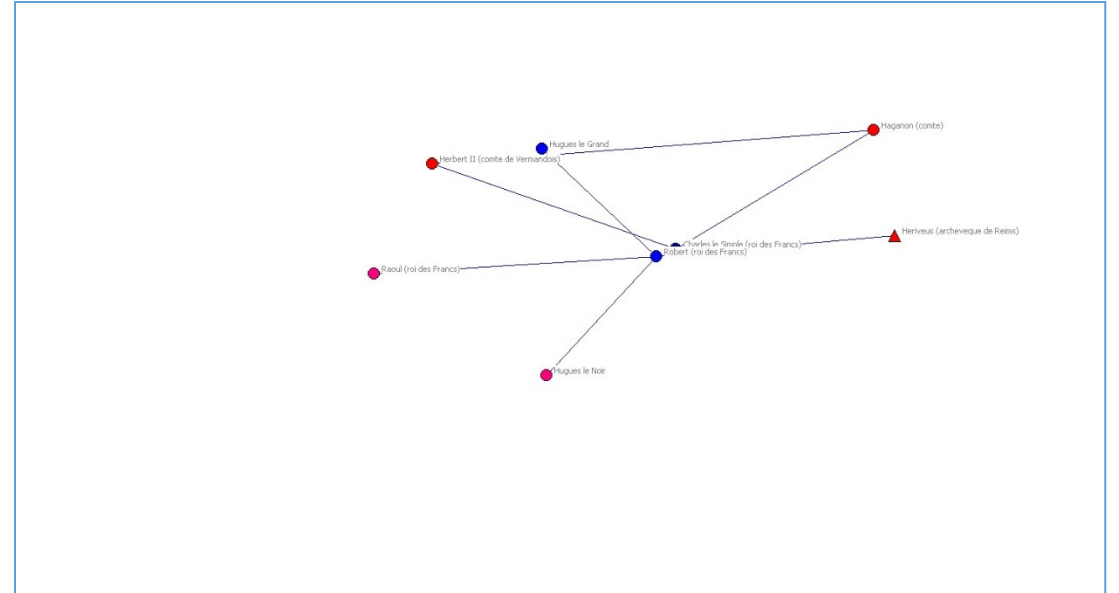 Haganon (comte)
Hugues le Grand
Herbert II (comte de Vermandois)
Heriveus (archeveque de Reims)
Charles le Simple (roi des Francs)
Robert (roi des Francs)
Raoul (roi des Francs)
Hugues le Noir